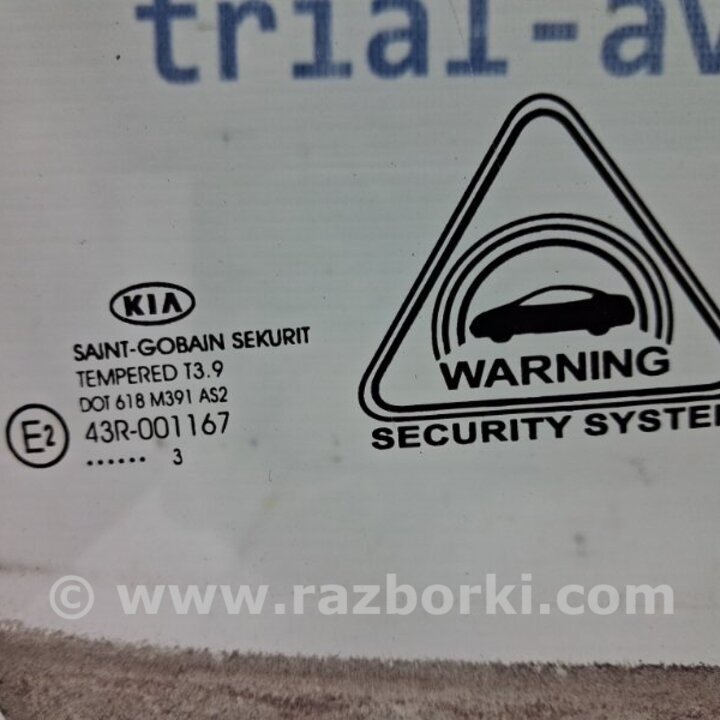 trial-av
KIA
SAINT-GOBAIN SEKURIT
TEMPERED T3.9
DOT 618 M391 AS2
E2 43R-001167
...... 3
WARNING
SECURITY SYSTEM
© www.razborki.com